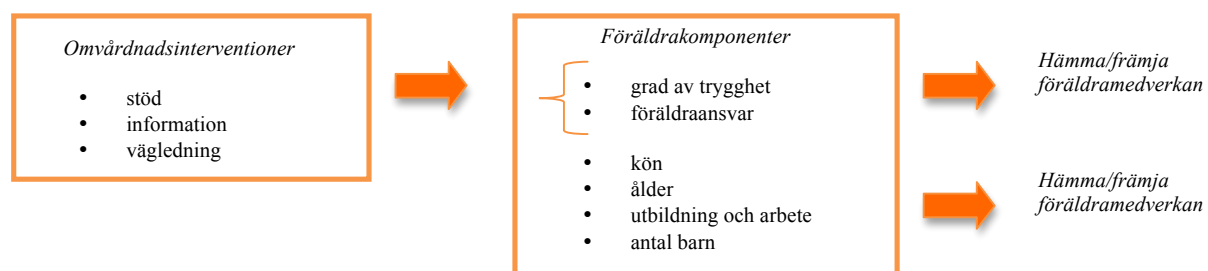 Omvårdnadsinterventioner
• stöd
• information
• vägledning
Föräldrakomponenter
• grad av trygghet
• föräldraansvar
• kön
• ålder
• utbildning och arbete
• antal barn
Hämma/främja
föräldramedverkan
Hämma/främja
föräldramedverkan